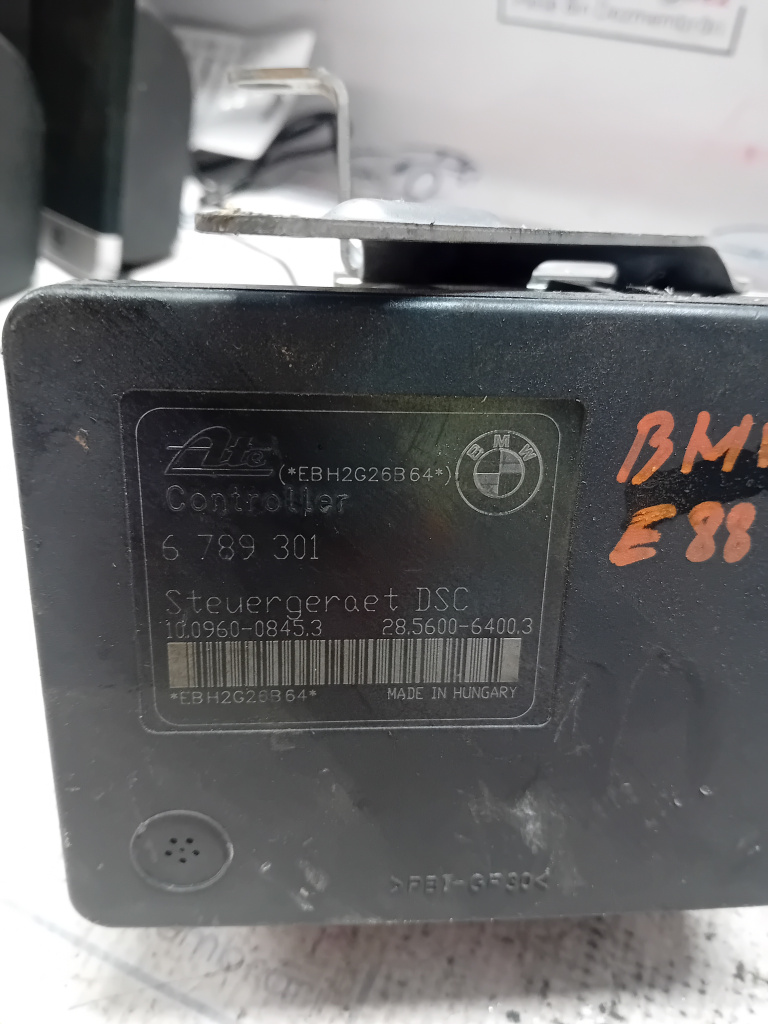 Ate (*EBH2G26B64*) BMW
Controller
6 789 301
Steuergeraet DSC
10.0960-0845.3 28.5600-6400.3
*EBH2G26B64* MADE IN HUNGARY
E 88
>PBT-GF30<